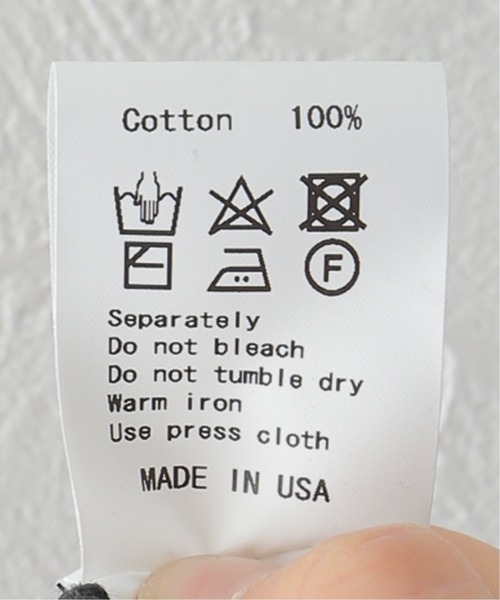 Cotton 100%
F
Separately
Do not bleach
Do not tumble dry
Warm iron
Use press cloth
MADE IN USA